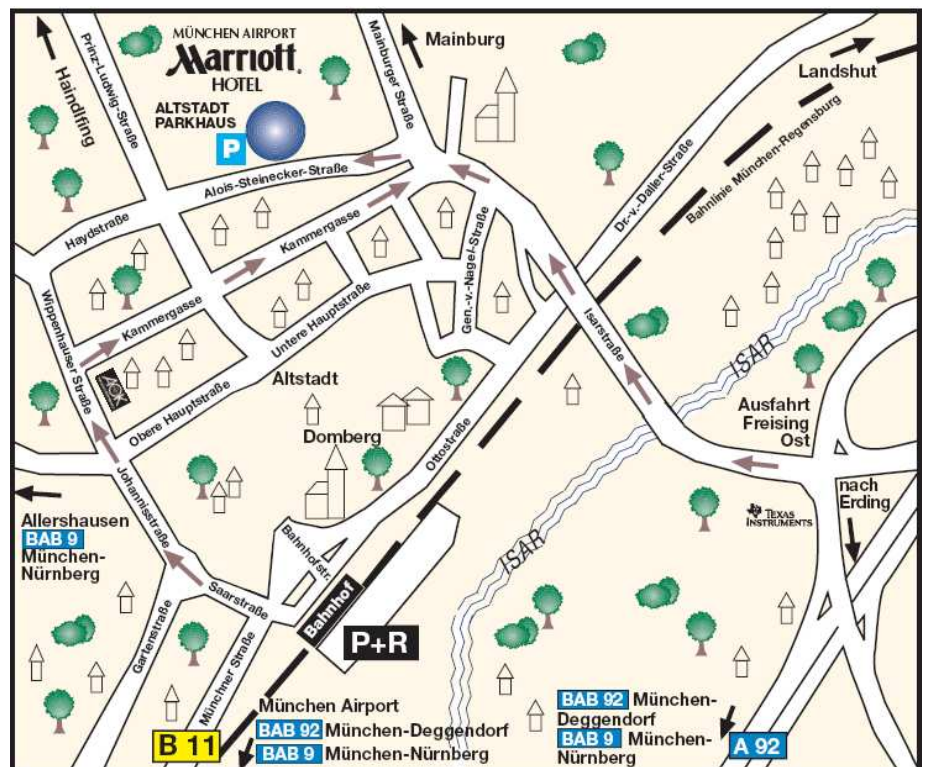 MÜNCHEN AIRPORT
Marriott.
HOTEL
ALTSTADT
PARKHAUS
P
Haindlfing
Prinz-Ludwig-Straße
Mainburger Straße
Mainburg
Landshut
Bahnlinie München-Regensburg
Dr.-v.-Daller-Straße
Alois-Steinecker-Straße
Haydstraße
Kammergasse
Kammergasse
Gen.-v.-Nagel-Straße
Wippenhauser Straße
Untere Hauptstraße
Isarstraße
ISAR
AOK
Altstadt
Obere Hauptstraße
Domberg
Ottostraße
Ausfahrt
Freising
Ost
Johannisstraße
nach
Erding
TEXAS
INSTRUMENTS
Allershausen
BAB 9
München-
Nürnberg
Bahnhofstr.
ISAR
Saarstraße
Bahnhof
P+R
Gartenstraße
Münchner Straße
B 11
München Airport
BAB 92 München-Deggendorf
BAB 9 München-Nürnberg
BAB 92 München-
Deggendorf
BAB 9 München-
Nürnberg
A 92